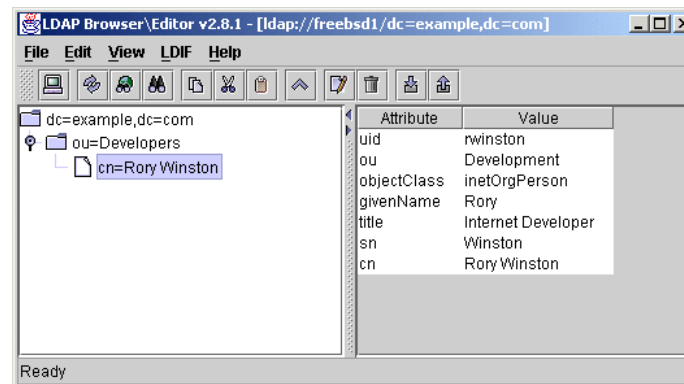 LDAP Browser\Editor v2.8.1 - [ldap://freebsd1/dc=example,dc=com]
File Edit View LDIF Help
dc=example,dc=com
ou=Developers
cn=Rory Winston
Attribute Value
uid rwinston
ou Development
objectClass inetOrgPerson
givenName Rory
title Internet Developer
sn Winston
cn Rory Winston
Ready